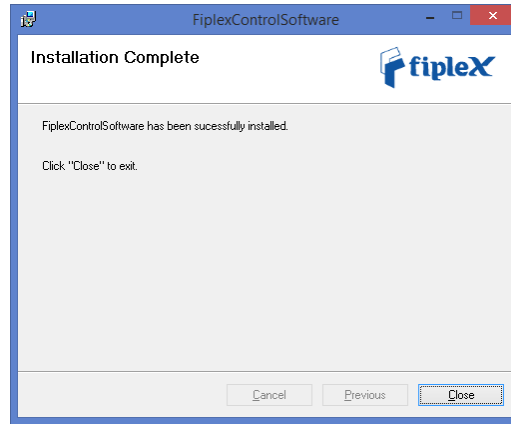 FiplexControlSoftware
Installation Complete
fipleX
FiplexControlSoftware has been sucessfully installed.
Click "Close" to exit.
Cancel Previous Close